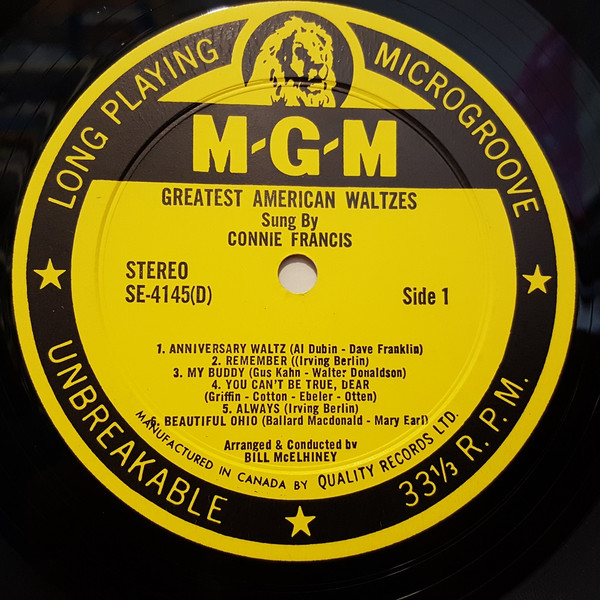 LONG PLAYING MICROGROOVE
M-G-M
GREATEST AMERICAN WALTZES
Sung By
CONNIE FRANCIS
STEREO
SE-4145(D)
Side 1
1. ANNIVERSARY WALTZ (Al Dubin - Dave Franklin)
2. REMEMBER ((Irving Berlin)
3. MY BUDDY (Gus Kahn - Walter Donaldson)
4. YOU CAN'T BE TRUE, DEAR
(Griffin - Cotton - Ebeler - Otten)
5. ALWAYS (Irving Berlin)
6. BEAUTIFUL OHIO (Ballard Macdonald - Mary Earl)
Arranged & Conducted by
BILL McELHINEY
MANUFACTURED IN CANADA BY QUALITY RECORDS LTD.
UNBREAKABLE
33⅓ R.P.M.